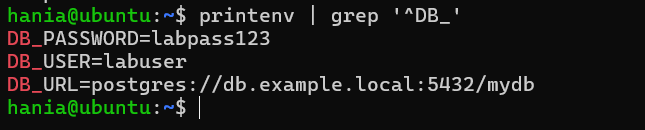 hania@ubuntu:~$ printenv | grep '^DB_'
DB_PASSWORD=labpass123
DB_USER=labuser
DB_URL=postgres://db.example.local:5432/mydb
hania@ubuntu:~$